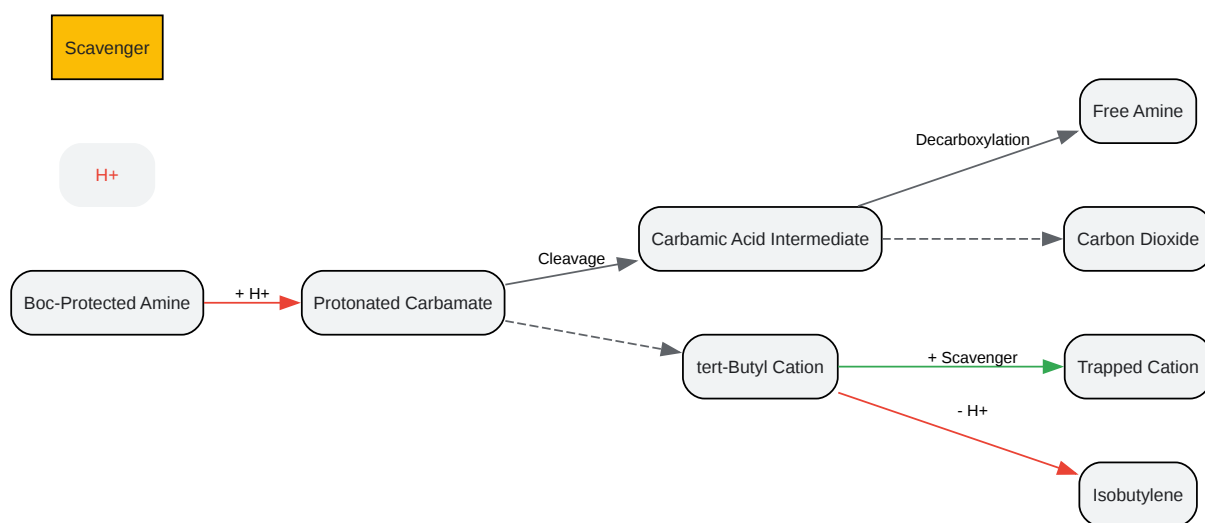 Scavenger
Free Amine
Decarboxylation
H+
Carbamic Acid Intermediate
Carbon Dioxide
Cleavage
Boc-Protected Amine
+ H+
Protonated Carbamate
tert-Butyl Cation
+ Scavenger
Trapped Cation
- H+
Isobutylene